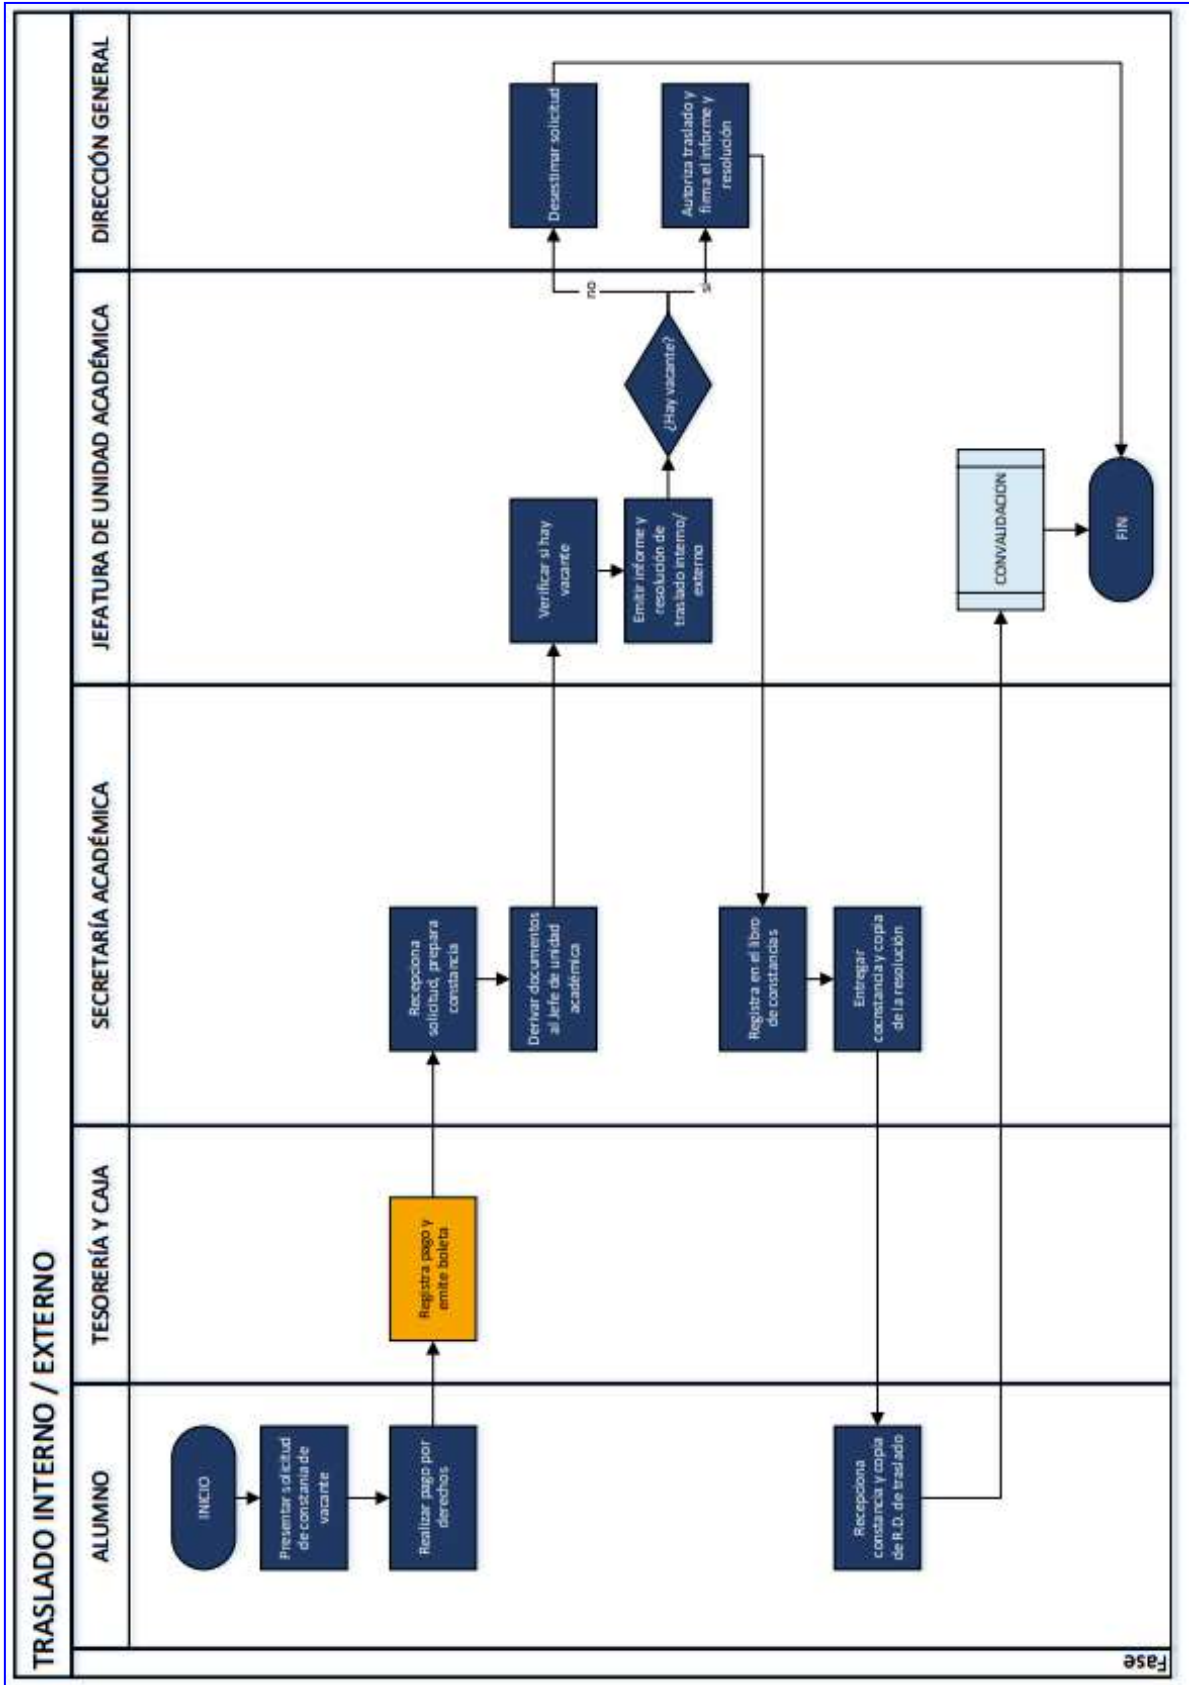 TRASLADO INTERNO / EXTERNO
ALUMNO
TESORERÍA Y CAJA
SECRETARÍA ACADÉMICA
JEFATURA DE UNIDAD ACADÉMICA
DIRECCIÓN GENERAL
INICIO
Presentar solicitud
de constania de
vacante
Realizar pago por
derechos
Registra pago y
emite boleta
Recepciona
solicitud, prepara
constancia
Derivar documentos
al Jefe de unidad
académica
Verificar si hay
vacante
Emitir informe y
resolución de
traslado interno/
externo
¿Hay vacante?
no
si
Desestimar solicitud
Autoriza traslado y
firma el informe y
resolución
Registra en el libro
de constancias
Entregar
cocnstancia y copia
de la resolución
Recepciona
constancia y copia
de R.D. de traslado
CONVALIDACION
FIN
Fase